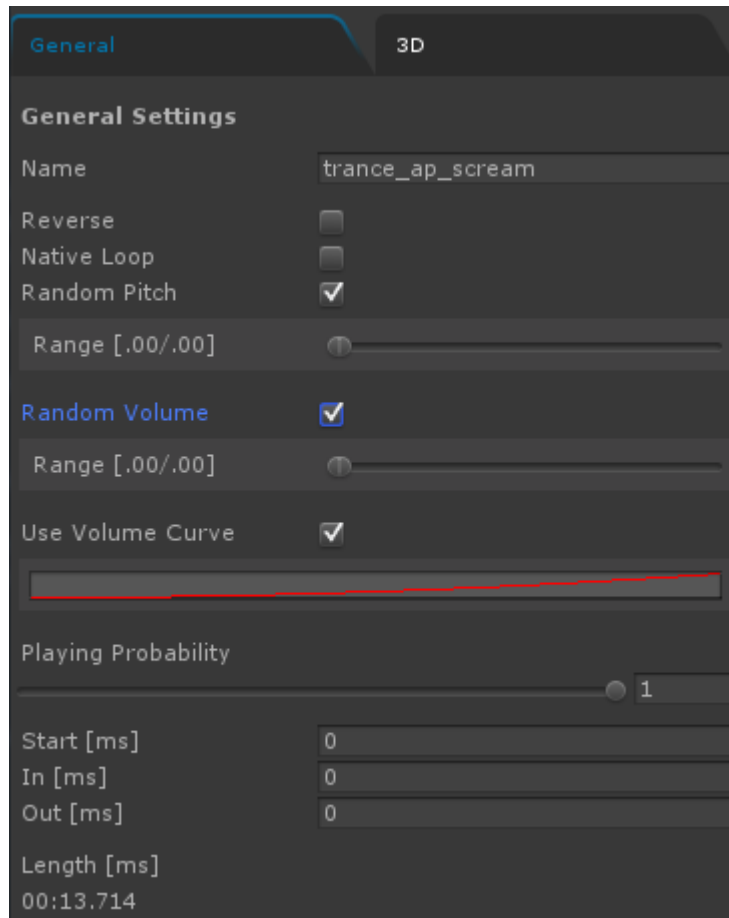 General 3D
General Settings
Name trance_ap_scream
Reverse
Native Loop
Random Pitch
Range [.00/.00]
Random Volume
Range [.00/.00]
Use Volume Curve
Playing Probability
1
Start [ms] 0
In [ms] 0
Out [ms] 0
Length [ms]
00:13.714